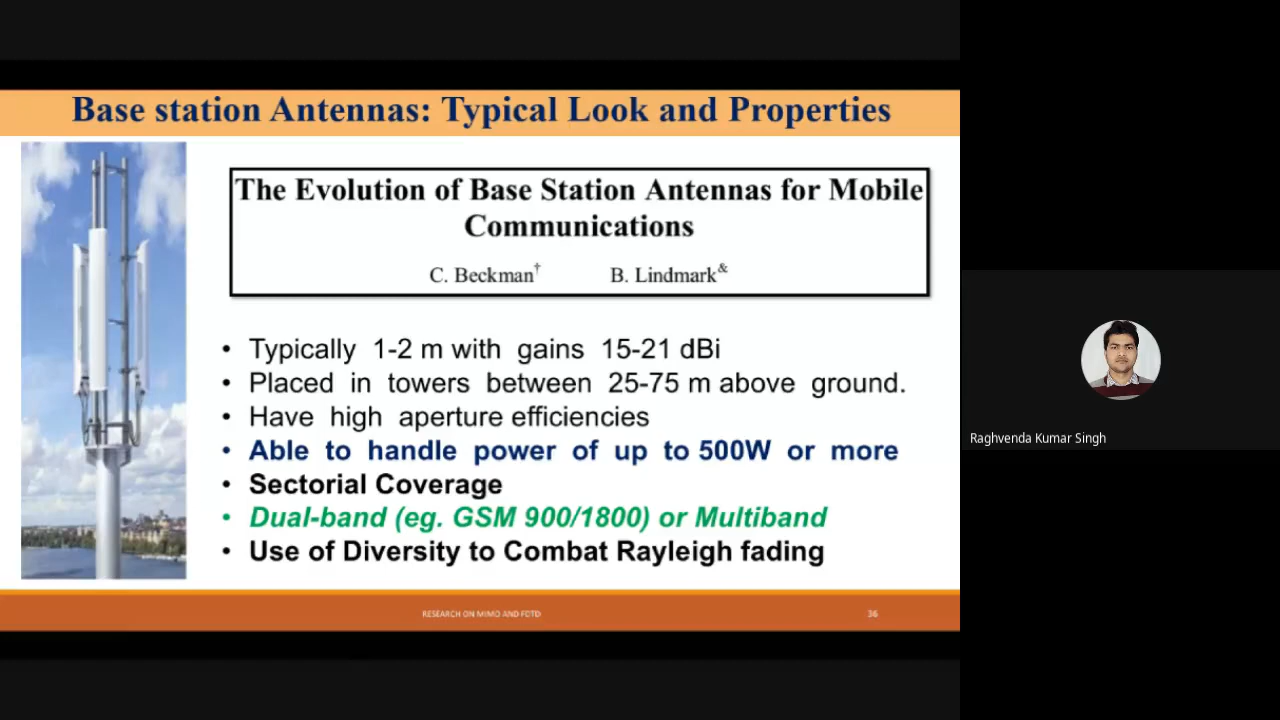 Base station Antennas: Typical Look and Properties
The Evolution of Base Station Antennas for Mobile
Communications
C. Beckman† B. Lindmark&
• Typically 1-2 m with gains 15-21 dBi
• Placed in towers between 25-75 m above ground.
• Have high aperture efficiencies
• Able to handle power of up to 500W or more
• Sectorial Coverage
• Dual-band (eg. GSM 900/1800) or Multiband
• Use of Diversity to Combat Rayleigh fading
RESEARCH ON MIMO AND FDTD
36
Raghvenda Kumar Singh